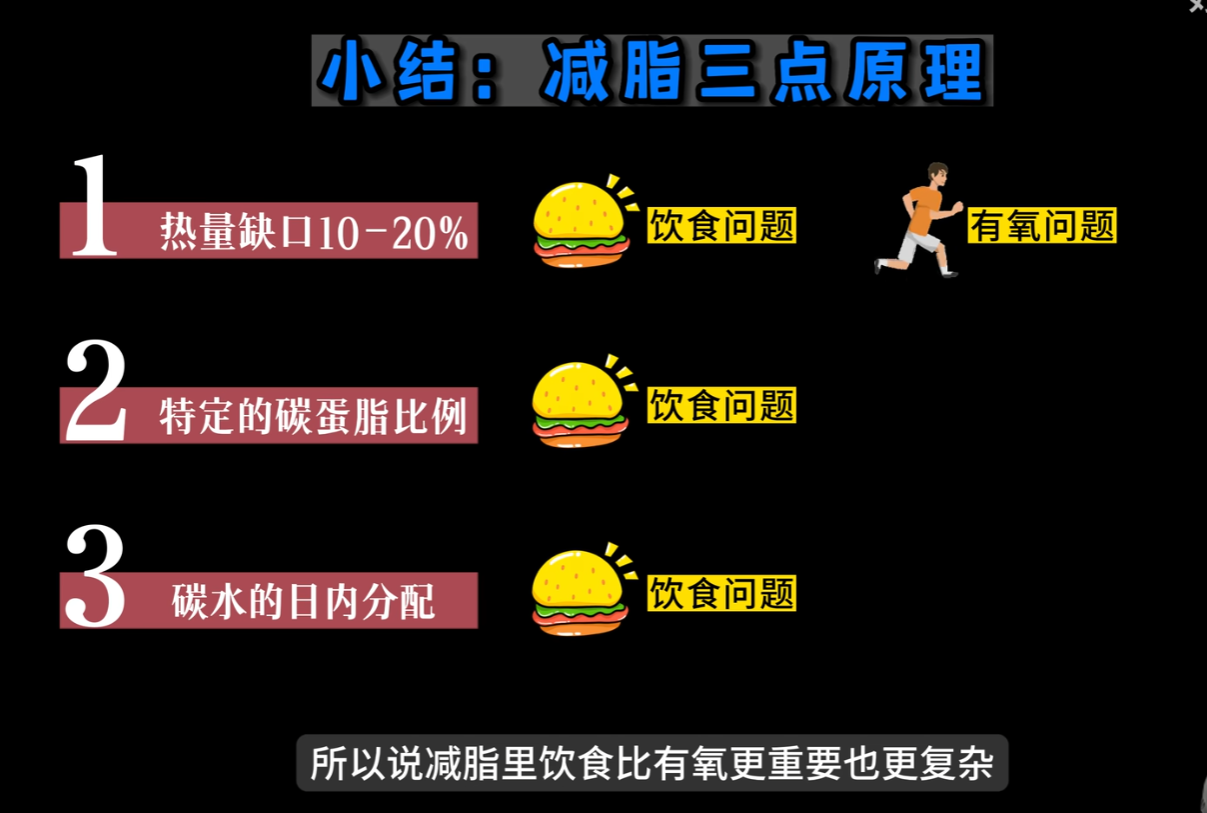 小结：减脂三点原理
1 热量缺口10-20% 饮食问题 有氧问题
2 特定的碳蛋脂比例 饮食问题
3 碳水的日内分配 饮食问题
所以说减脂里饮食比有氧更重要也更复杂